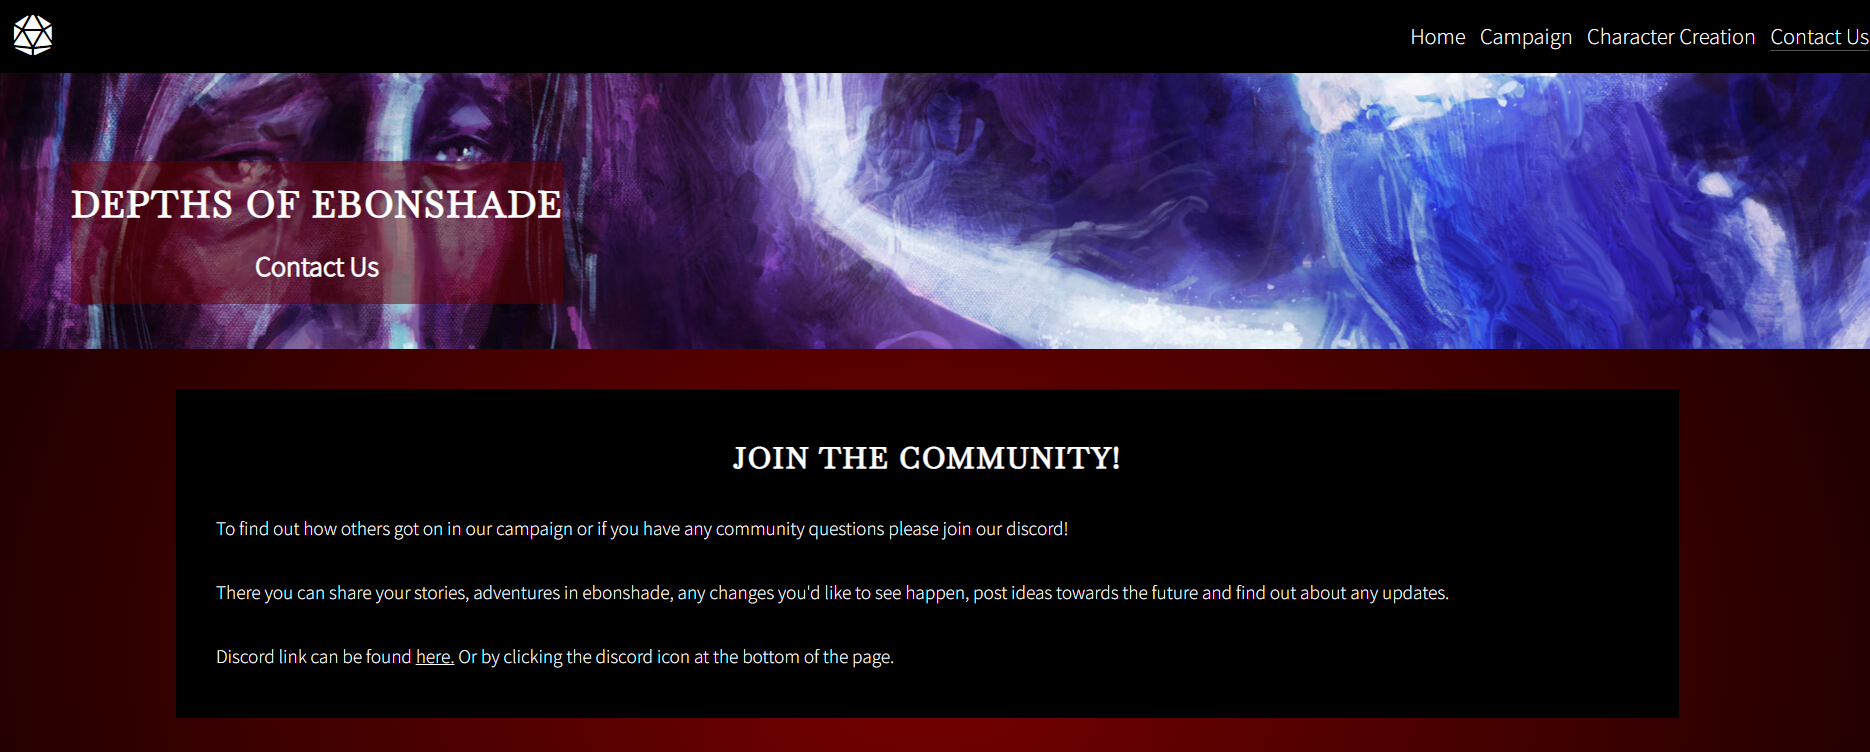 Home Campaign Character Creation Contact Us
DEPTHS OF EBONSHADE
Contact Us
JOIN THE COMMUNITY!
To find out how others got on in our campaign or if you have any community questions please join our discord!
There you can share your stories, adventures in ebonshade, any changes you'd like to see happen, post ideas towards the future and find out about any updates.
Discord link can be found here. Or by clicking the discord icon at the bottom of the page.